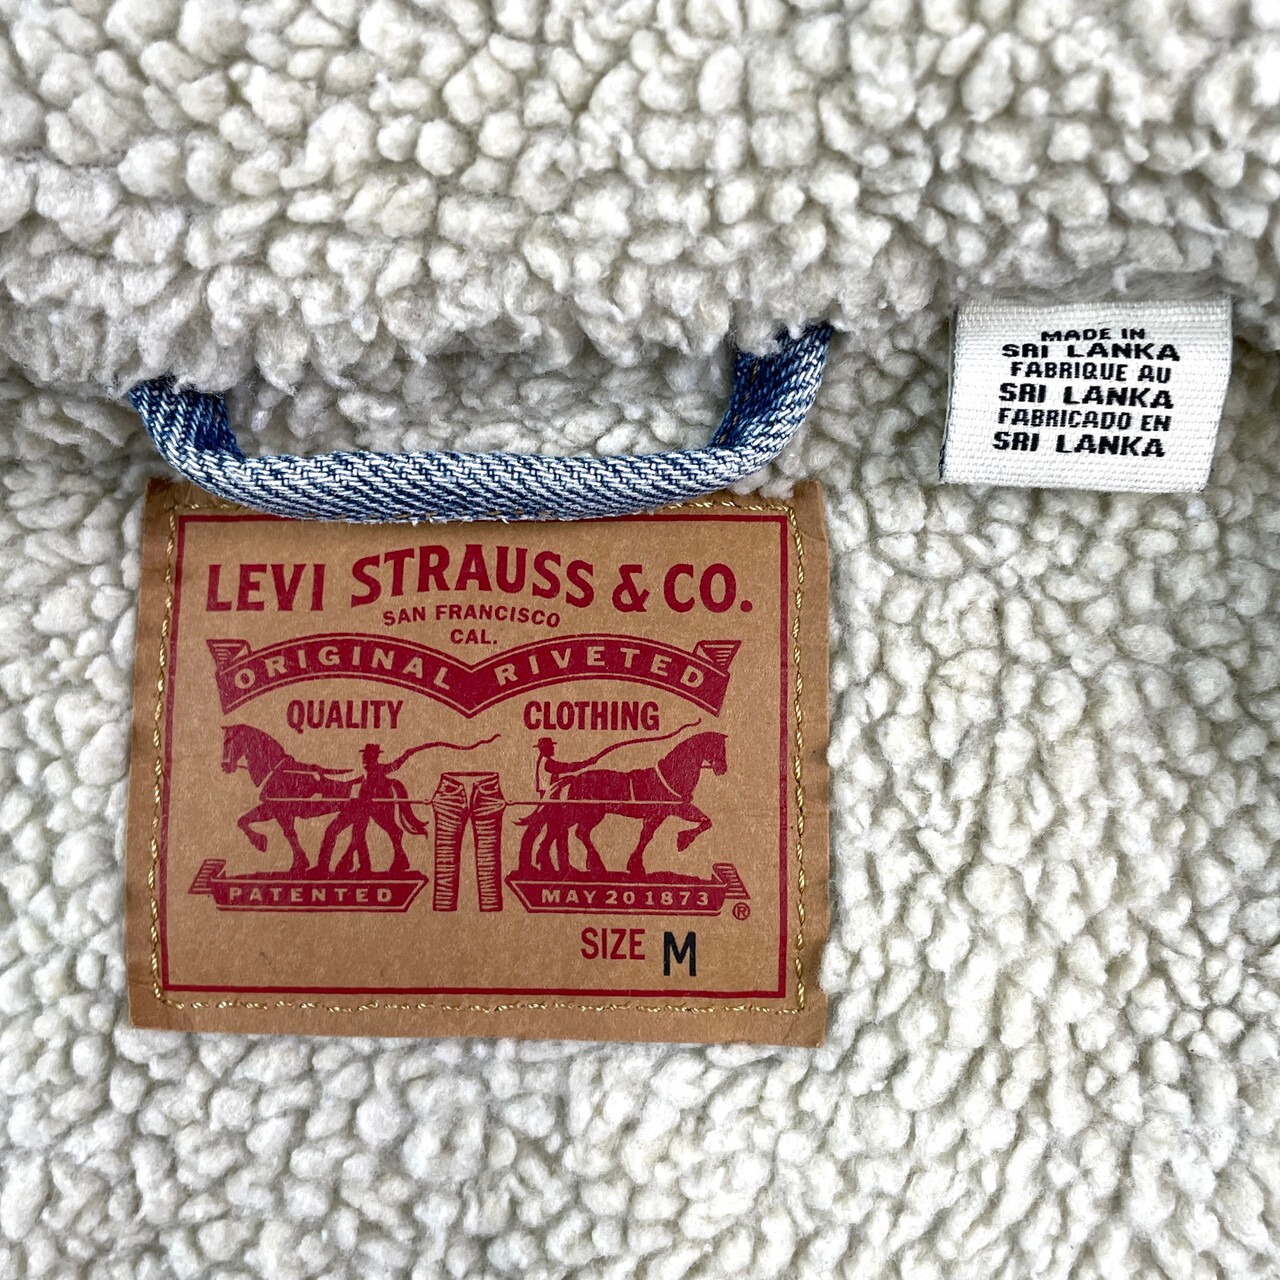 MADE IN
SRI LANKA
FABRIQUE AU
SRI LANKA
FABRICADO EN
SRI LANKA
LEVI STRAUSS & CO.
SAN FRANCISCO
CAL.
ORIGINAL RIVETED
QUALITY CLOTHING
PATENTED MAY 20 1873 ®
SIZE M